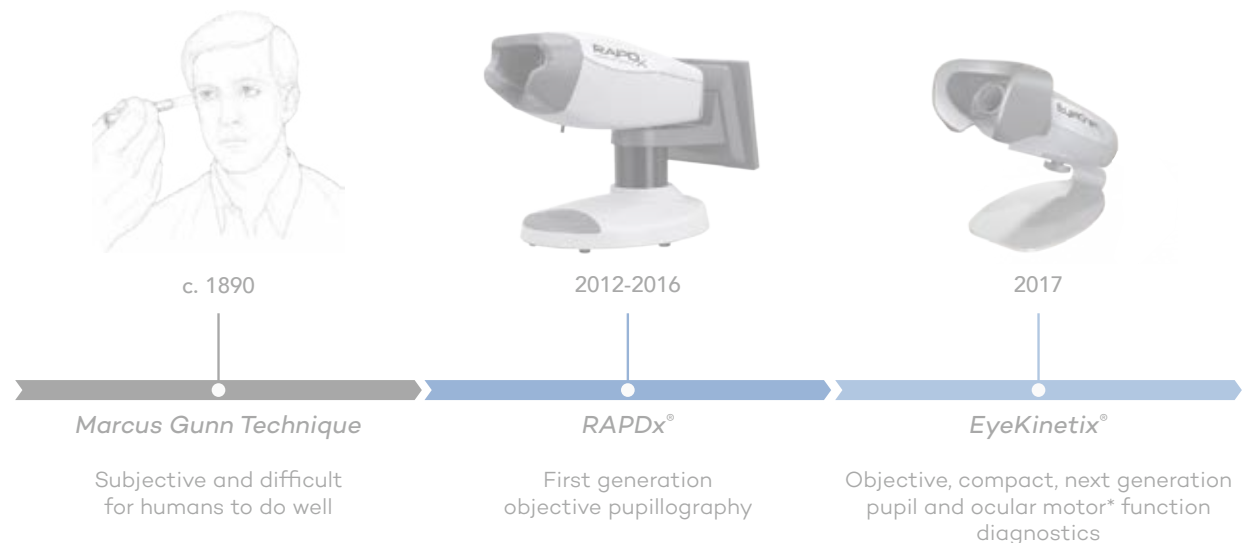 RAPDx
EyeKinetix
c. 1890
2012-2016
2017
Marcus Gunn Technique
RAPDx®
EyeKinetix®
Subjective and difficult
for humans to do well
First generation
objective pupillography
Objective, compact, next generation
pupil and ocular motor* function
diagnostics